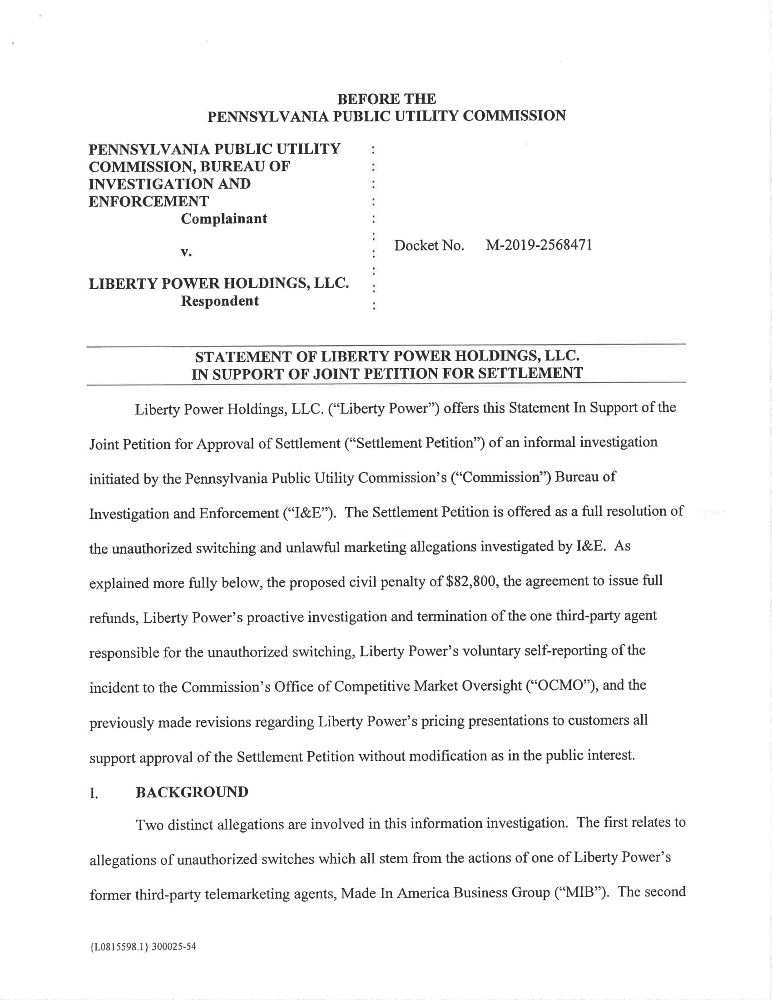 BEFORE THE
PENNSYLVANIA PUBLIC UTILITY COMMISSION
PENNSYLVANIA PUBLIC UTILITY :
COMMISSION, BUREAU OF :
INVESTIGATION AND :
ENFORCEMENT :
Complainant :
:
v. : Docket No. M-2019-2568471
:
LIBERTY POWER HOLDINGS, LLC. :
Respondent :
STATEMENT OF LIBERTY POWER HOLDINGS, LLC.
IN SUPPORT OF JOINT PETITION FOR SETTLEMENT
Liberty Power Holdings, LLC. (“Liberty Power”) offers this Statement In Support of the
Joint Petition for Approval of Settlement (“Settlement Petition”) of an informal investigation
initiated by the Pennsylvania Public Utility Commission’s (“Commission”) Bureau of
Investigation and Enforcement (“I&E”). The Settlement Petition is offered as a full resolution of
the unauthorized switching and unlawful marketing allegations investigated by I&E. As
explained more fully below, the proposed civil penalty of $82,800, the agreement to issue full
refunds, Liberty Power’s proactive investigation and termination of the one third-party agent
responsible for the unauthorized switching, Liberty Power’s voluntary self-reporting of the
incident to the Commission’s Office of Competitive Market Oversight (“OCMO”), and the
previously made revisions regarding Liberty Power’s pricing presentations to customers all
support approval of the Settlement Petition without modification as in the public interest.
I. BACKGROUND
Two distinct allegations are involved in this information investigation. The first relates to
allegations of unauthorized switches which all stem from the actions of one of Liberty Power’s
former third-party telemarketing agents, Made In America Business Group (“MIB”). The second
{L0815598.1} 300025-54